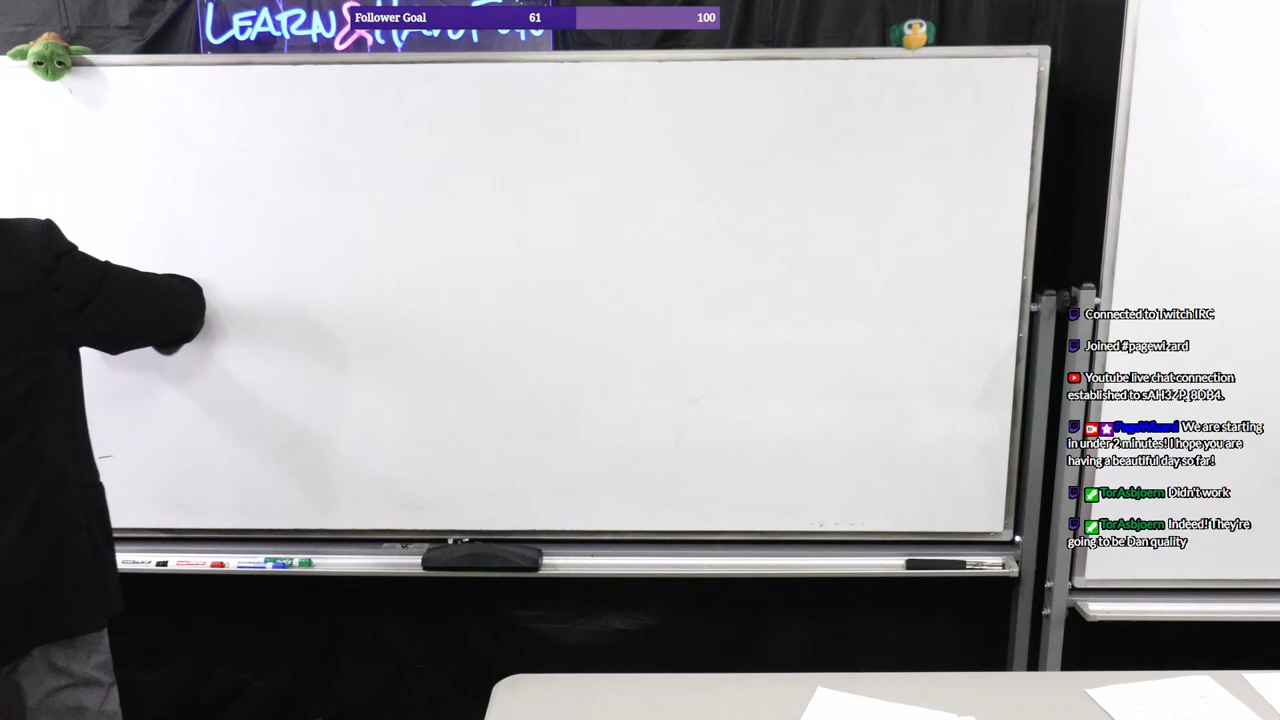 LEARN
Follower Goal 61 100
Connected to Twitch IRC
Joined #pagewizard
Youtube live chat connection
established to
PageWizard We are starting
in under 2 minutes! I hope you are
having a beautiful day so far!
TorAsbjoern Didn't work
TorAsbjoern Indeed! They're
going to be Dan quality